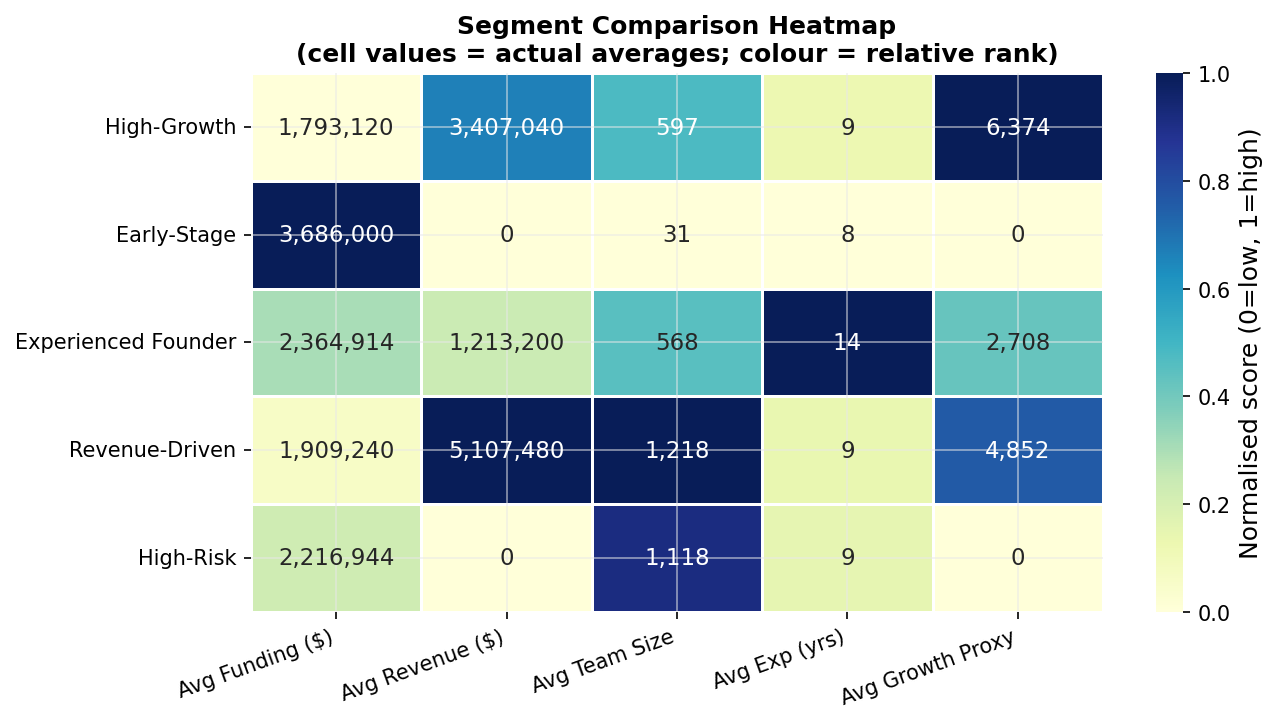 Segment Comparison Heatmap
(cell values = actual averages; colour = relative rank)
High-Growth 1,793,120 3,407,040 597 9 6,374
Early-Stage 3,686,000 0 31 8 0
Experienced Founder 2,364,914 1,213,200 568 14 2,708
Revenue-Driven 1,909,240 5,107,480 1,218 9 4,852
High-Risk 2,216,944 0 1,118 9 0
Avg Funding ($) Avg Revenue ($) Avg Team Size Avg Exp (yrs) Avg Growth Proxy
1.0
0.8
0.6
0.4
0.2
0.0
Normalised score (0=low, 1=high)